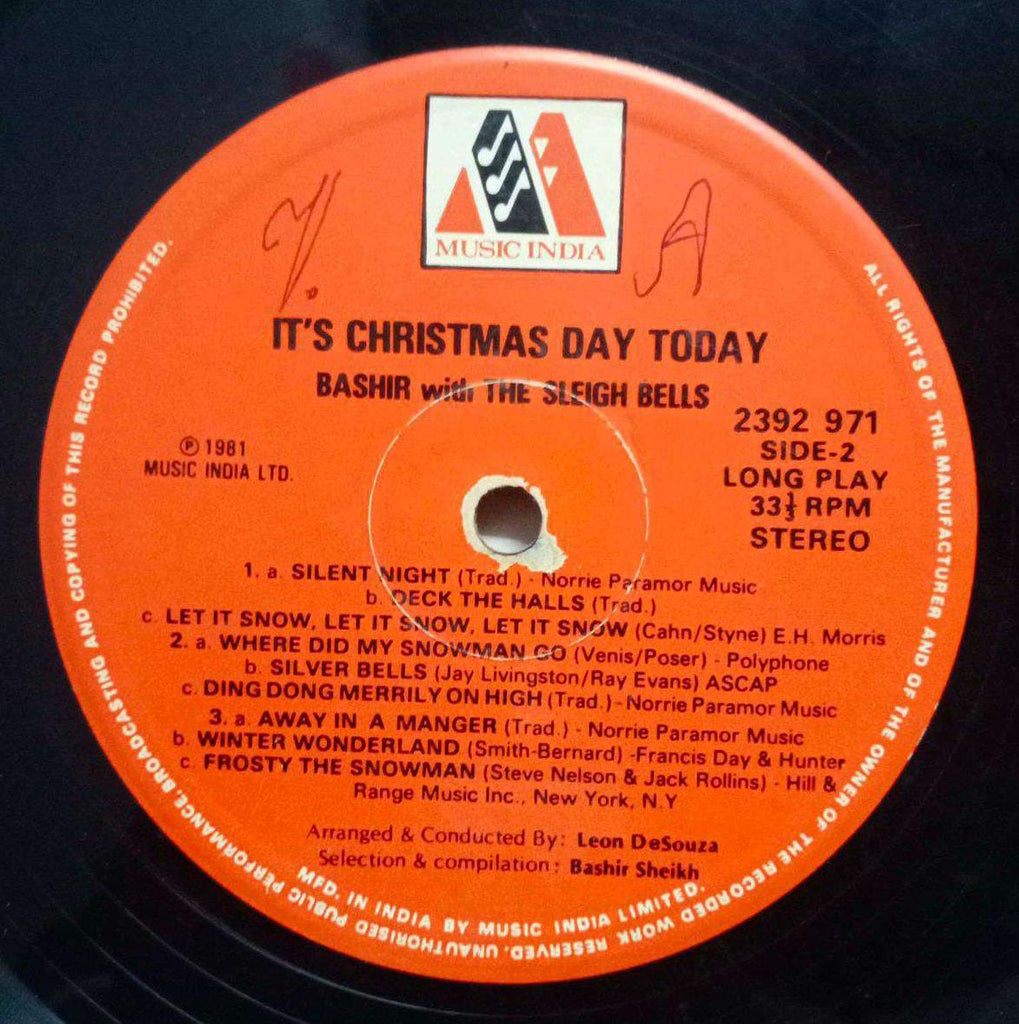 MUSIC INDIA
A
IT'S CHRISTMAS DAY TODAY
BASHIR with THE SLEIGH BELLS
℗ 1981
MUSIC INDIA LTD.
2392 971
SIDE-2
LONG PLAY
33⅓ RPM
STEREO
1. a. SILENT NIGHT (Trad.) - Norrie Paramor Music
b. DECK THE HALLS (Trad.)
c. LET IT SNOW, LET IT SNOW, LET IT SNOW (Cahn/Styne) E.H. Morris
2. a. WHERE DID MY SNOWMAN GO (Venis/Poser) - Polyphone
b. SILVER BELLS (Jay Livingston/Ray Evans) ASCAP
c. DING DONG MERRILY ON HIGH (Trad.) - Norrie Paramor Music
3. a. AWAY IN A MANGER (Trad.) - Norrie Paramor Music
b. WINTER WONDERLAND (Smith-Bernard) -Francis Day & Hunter
c. FROSTY THE SNOWMAN (Steve Nelson & Jack Rollins) - Hill &
Range Music Inc., New York, N.Y
Arranged & Conducted By: Leon DeSouza
Selection & compilation : Bashir Sheikh
MFD. IN INDIA BY MUSIC INDIA LIMITED.
ALL RIGHTS OF THE MANUFACTURER AND OF THE OWNER OF THE RECORDED WORK RESERVED. UNAUTHORISED PUBLIC PERFORMANCE, BROADCASTING AND COPYING OF THIS RECORD PROHIBITED.